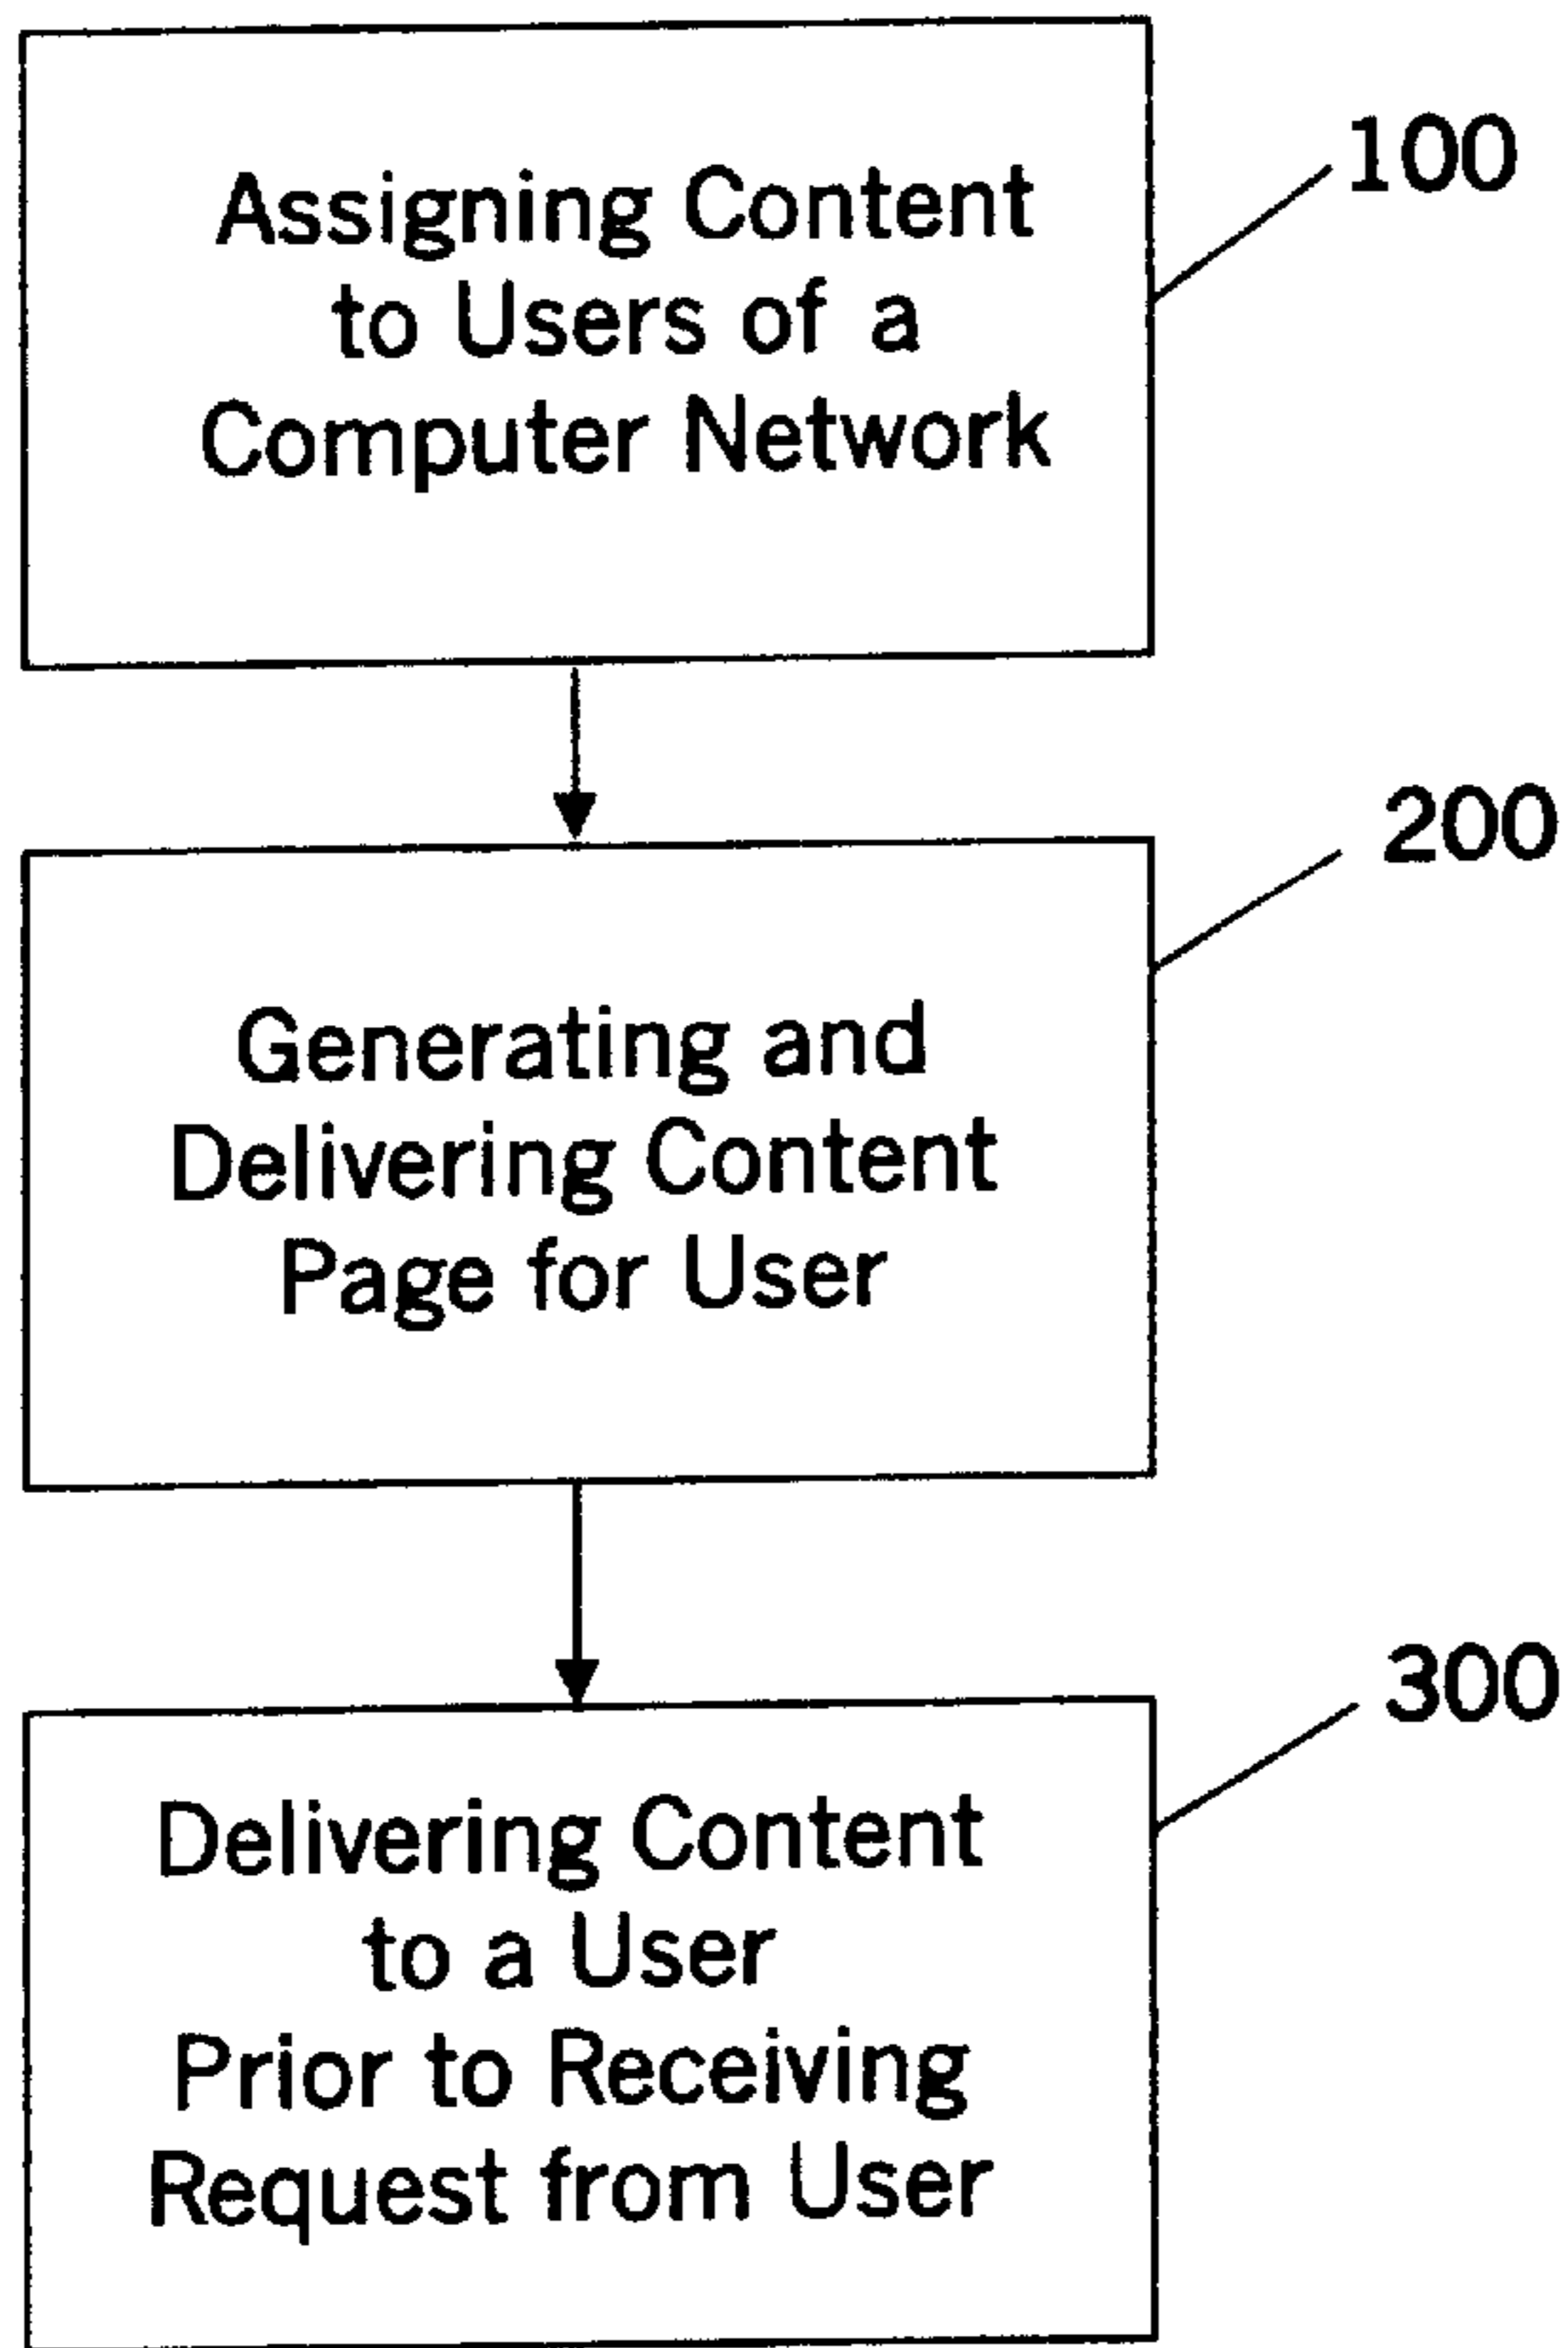 Assigning Content
to Users of a
Computer Network
100
Generating and
Delivering Content
Page for User
200
Delivering Content
to a User
Prior to Receiving
Request from User
300